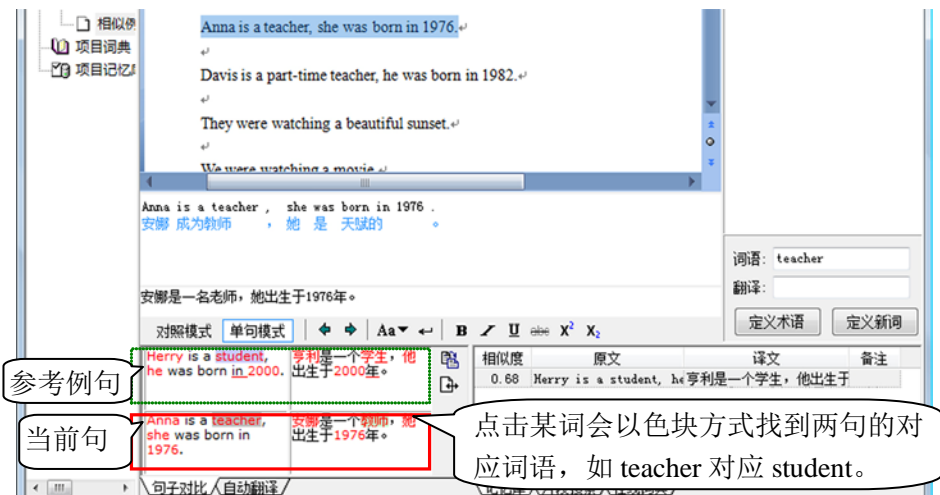 相似例
项目词典
项目记忆库
Anna is a teacher, she was born in 1976.↵
↵
Davis is a part-time teacher, he was born in 1982.↵
↵
They were watching a beautiful sunset.↵
↵
We were watching a movie.↵
Anna is a teacher , she was born in 1976 .
安娜 成为教师 ， 她 是 天赋的 。
词语: teacher
翻译:
定义术语 定义新词
安娜是一名老师，她出生于1976年。
对照模式 单句模式 Aa B I U abc X² X₂
参考例句
Herry is a student, he was born in 2000.
亨利是一个学生，他出生于2000年。
相似度 原文 译文 备注
0.68 Herry is a student, he 亨利是一个学生，他出生于
当前句
Anna is a teacher, she was born in 1976.
安娜是一个教师，她出生于1976年。
点击某词会以色块方式找到两句的对
应词语，如 teacher 对应 student。
句子对比 自动翻译